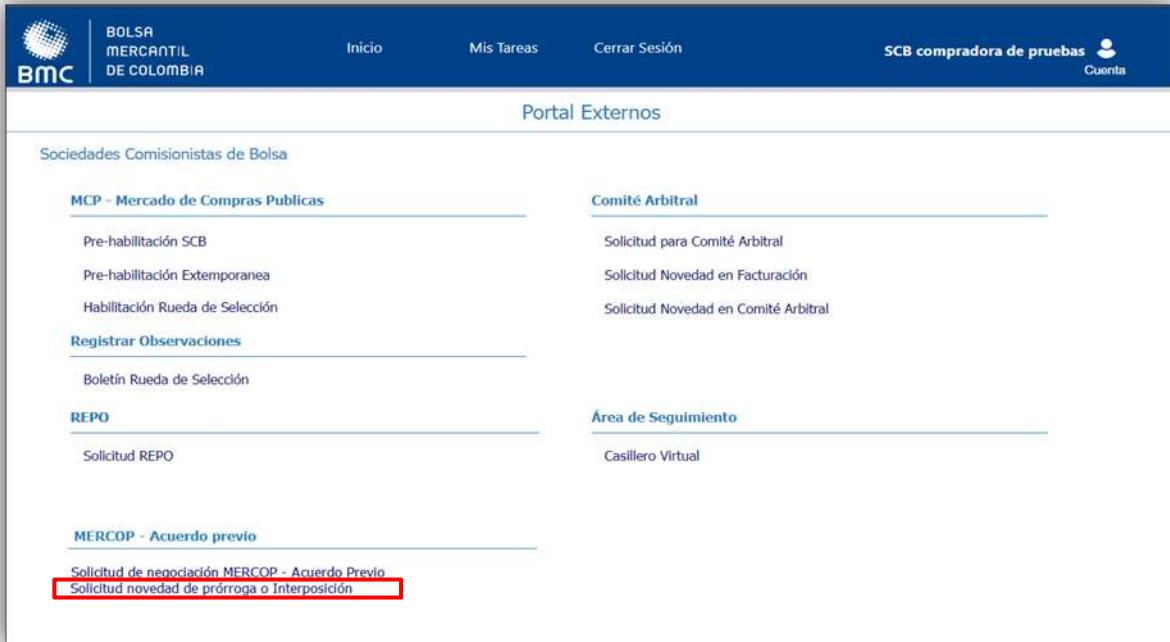 BMC
BOLSA
MERCANTIL
DE COLOMBIA
Inicio
Mis Tareas
Cerrar Sesión
SCB compradora de pruebas
Cuenta
Portal Externos
Sociedades Comisionistas de Bolsa
MCP - Mercado de Compras Publicas
Pre-habilitación SCB
Pre-habilitación Extemporanea
Habilitación Rueda de Selección
Comité Arbitral
Solicitud para Comité Arbitral
Solicitud Novedad en Facturación
Solicitud Novedad en Comité Arbitral
Registrar Observaciones
Boletín Rueda de Selección
REPO
Solicitud REPO
Área de Seguimiento
Casillero Virtual
MERCOP - Acuerdo previo
Solicitud de negociación MERCOP - Acuerdo Previo
Solicitud novedad de prórroga o Interposición